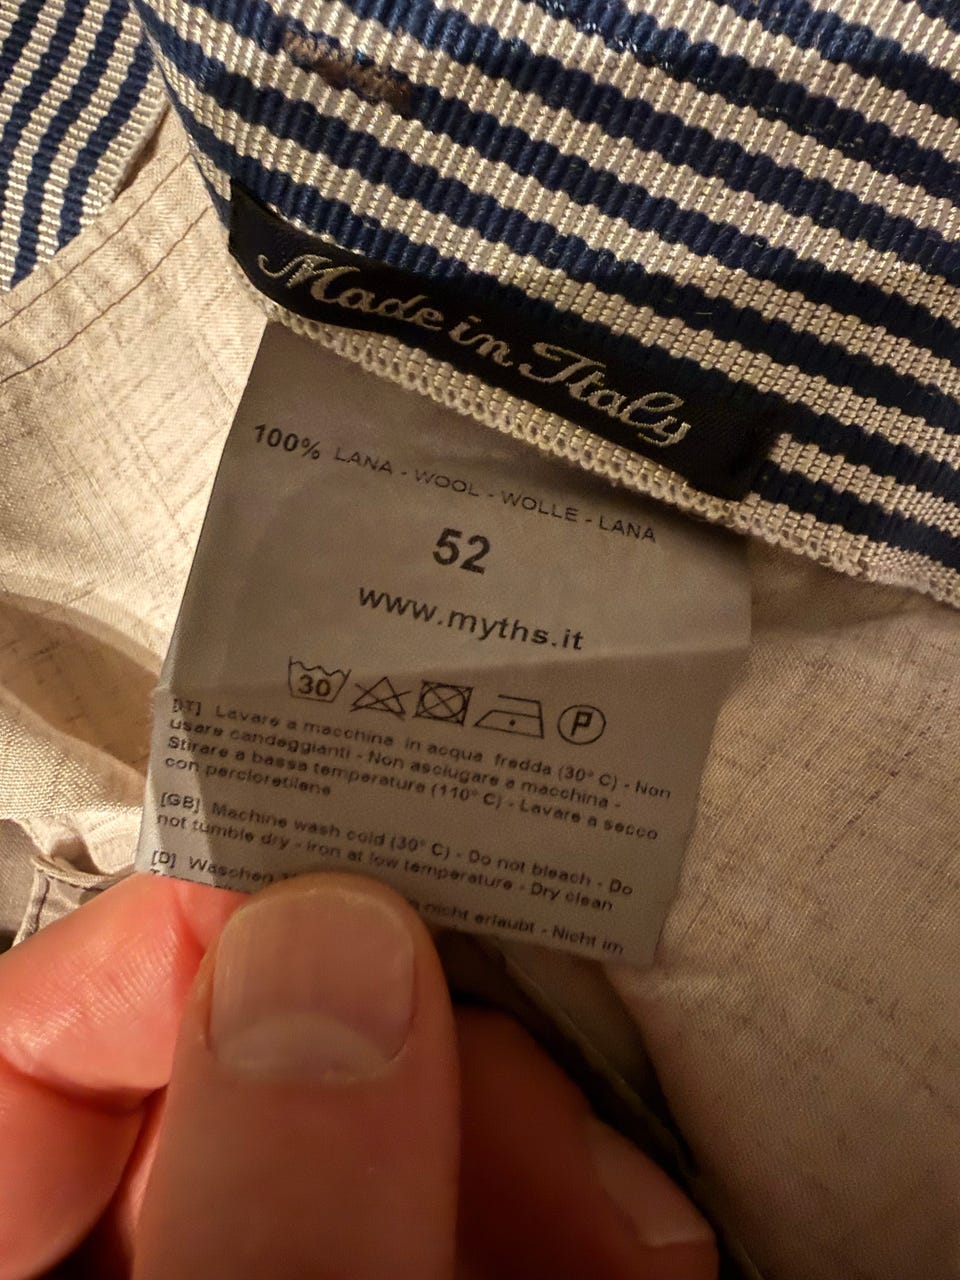 Made in Italy
100% LANA - WOOL - WOLLE - LANA
52
www.myths.it
30
P
[IT] Lavare a macchina in acqua fredda (30° C) - Non
usare candeggianti - Non asciugare a macchina -
Stirare a bassa temperatura (110° C) - Lavare a secco
con percloretilene
[GB] Machine wash cold (30° C) - Do not bleach - Do
not tumble dry - Iron at low temperature - Dry clean
[D] Waschen
nicht erlaubt - Nicht im